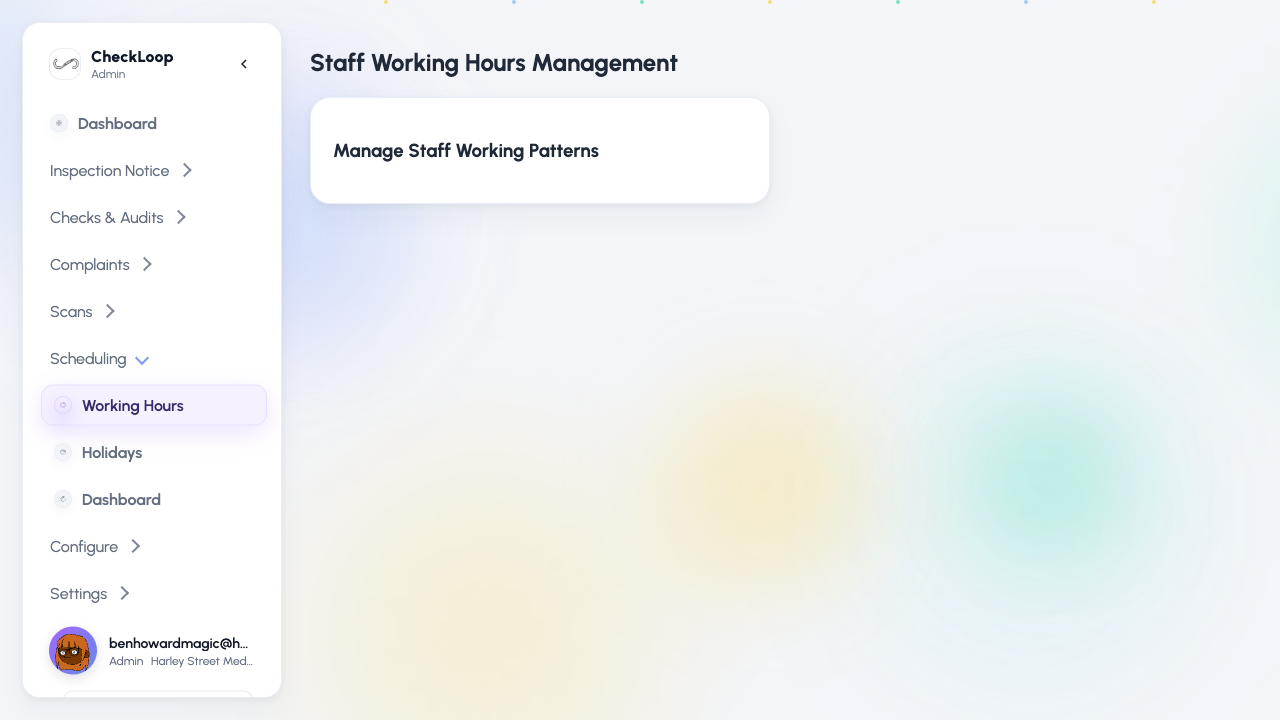 CheckLoop
Admin
Dashboard
Inspection Notice
Checks & Audits
Complaints
Scans
Scheduling
Working Hours
Holidays
Dashboard
Configure
Settings
benhowardmagic@h...
Admin Harley Street Med...
Staff Working Hours Management
Manage Staff Working Patterns